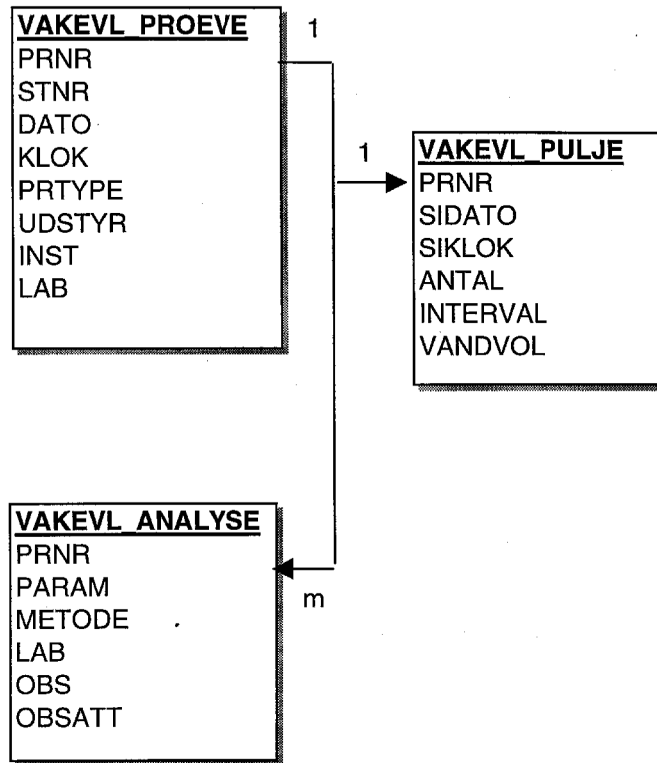 VAKEVL_PROEVE
PRNR
STNR
DATO
KLOK
PRTYPE
UDSTYR
INST
LAB
1
1
VAKEVL_PULJE
PRNR
SIDATO
SIKLOK
ANTAL
INTERVAL
VANDVOL
VAKEVL_ANALYSE
PRNR
PARAM
METODE
LAB
OBS
OBSATT
m